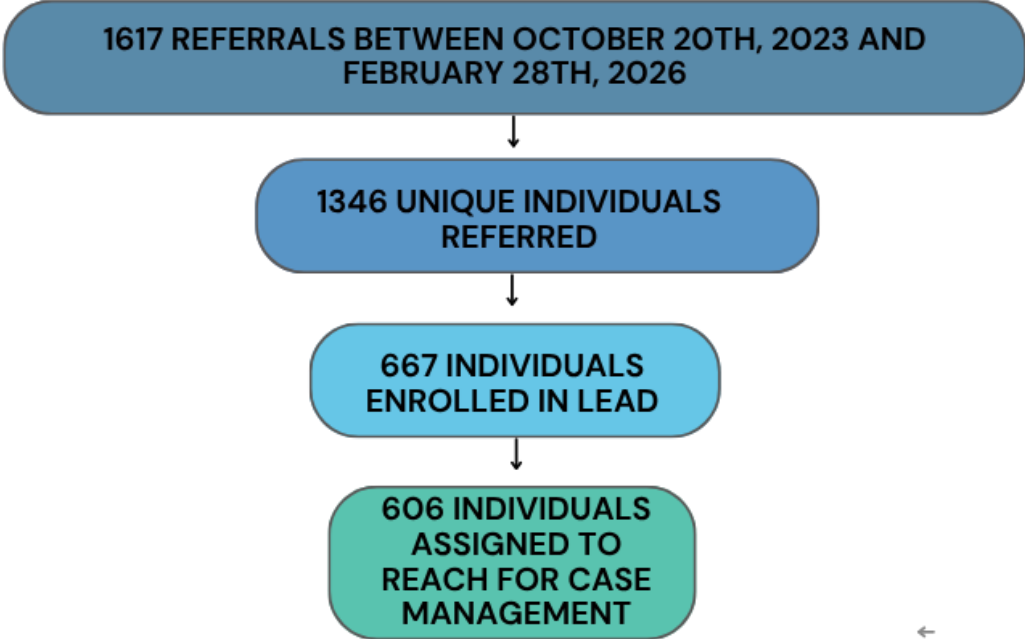 1617 REFERRALS BETWEEN OCTOBER 20TH, 2023 AND
FEBRUARY 28TH, 2026
1346 UNIQUE INDIVIDUALS
REFERRED
667 INDIVIDUALS
ENROLLED IN LEAD
606 INDIVIDUALS
ASSIGNED TO
REACH FOR CASE
MANAGEMENT